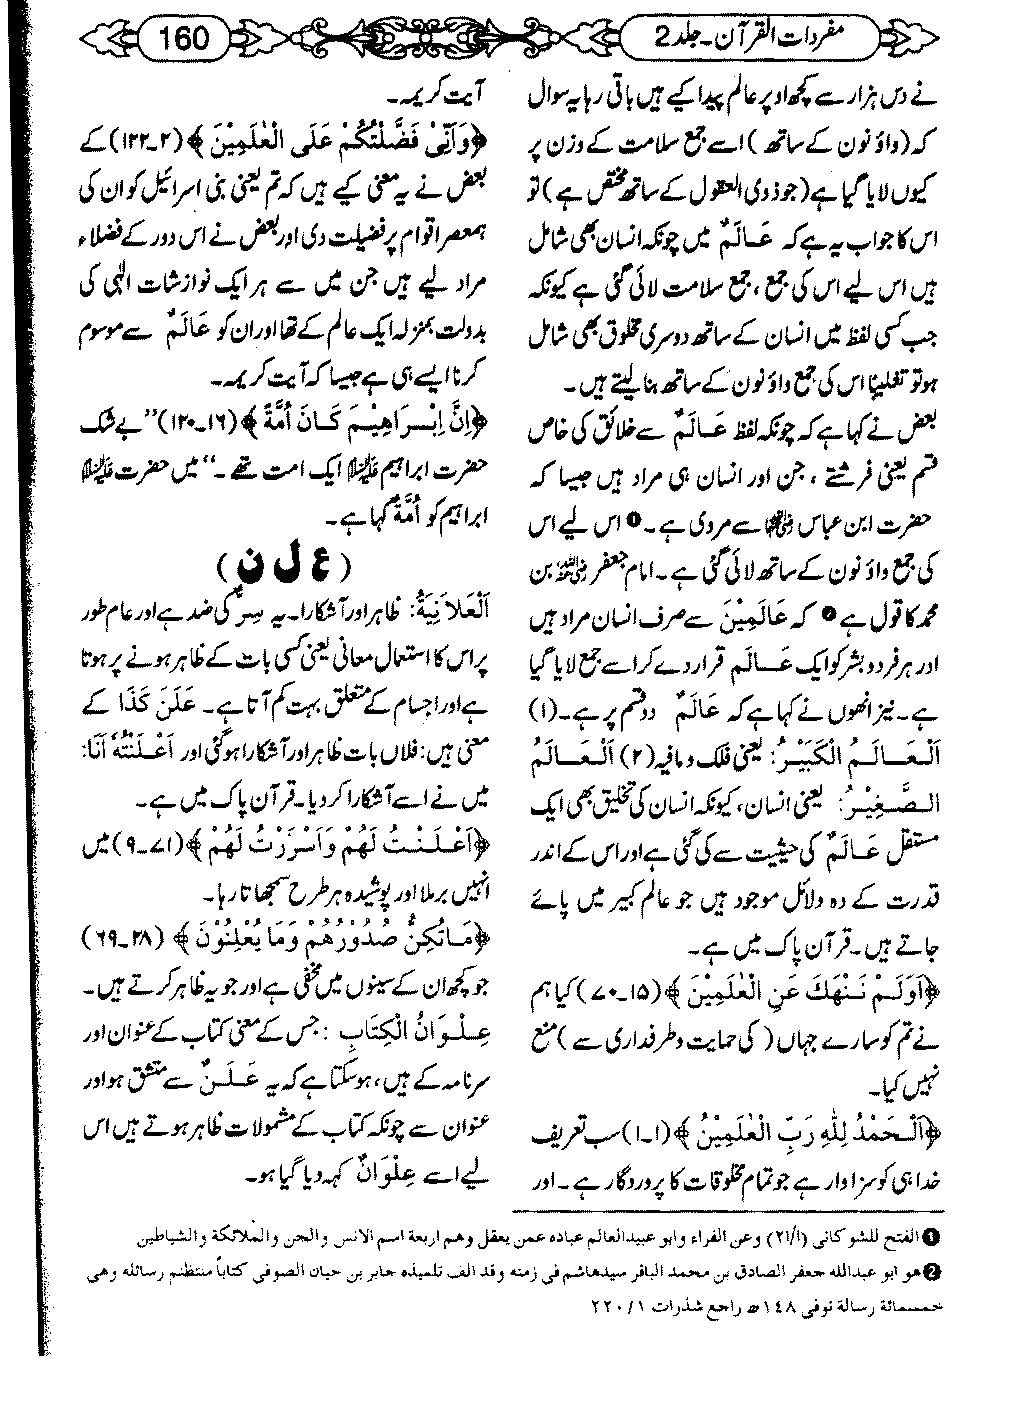 مفردات القرآن ۔ جلد 2
160
نے دس ہزار سے کچھ اوپر عالم پیدا کیے ہیں باقی رہا یہ سوال
کہ (واؤ نون کے ساتھ) اسے جمع سلامت کے وزن پر
کیوں لایا گیا ہے (جو ذوی العقول کے ساتھ مختص ہے) تو
اس کا جواب یہ ہے کہ عَالَمٌ میں چونکہ انسان بھی شامل
ہیں اس لیے اس کی جمع ، جمع سلامت لائی گئی ہے کیونکہ
جب کسی لفظ میں انسان کے ساتھ دوسری مخلوق بھی شامل
ہو تو تغلیبًا اس کی جمع واؤ نون کے ساتھ بنا لیتے ہیں۔
بعض نے کہا ہے کہ چونکہ لفظ عَالَمٌ سے خلائق کی خاص
قسم یعنی فرشتے ، جن اور انسان ہی مراد ہیں جیسا کہ
حضرت ابن عباس رضی اللہ عنہما سے مروی ہے۔❶ اس لیے اس
کی جمع واؤ نون کے ساتھ لائی گئی ہے۔ امام جعفر رضی اللہ عنہ بن
محمد کا قول ہے❷ کہ عَالَمِیْنَ سے صرف انسان مراد ہیں
اور ہر فرد و بشر کو ایک عَالَم قرار دے کر اسے جمع لایا گیا
ہے۔ نیز انھوں نے کہا ہے کہ عَالَمٌ دو قسم پر ہے۔ (۱)
اَلْعَالَمُ الْكَبِيْرُ: یعنی فلک و مافیہ (۲) اَلْعَالَمُ
الصَّغِيْرُ: یعنی انسان، کیونکہ انسان کی تخلیق بھی ایک
مستقل عَالَمٌ کی حیثیت سے کی گئی ہے اور اس کے اندر
قدرت کے وہ دلائل موجود ہیں جو عالم کبیر میں پائے
جاتے ہیں۔ قرآن پاک میں ہے۔
﴿اَوَلَمْ نَنْهَكَ عَنِ الْعٰلَمِیْنَ﴾ (۱۵۔۷۰) کیا ہم
نے تم کو سارے جہاں (کی حمایت و طرفداری سے) منع
نہیں کیا۔
﴿اَلْحَمْدُ لِلّٰهِ رَبِّ الْعٰلَمِیْنُ﴾ (۱۔۱) سب تعریف
خدا ہی کو سزاوار ہے جو تمام مخلوقات کا پروردگار ہے۔ اور
آیت کریمہ۔
﴿وَاَنِّیْ فَضَّلْتُكُمْ عَلَی الْعٰلَمِیْنَ﴾ (۲۔۱۲۲) کے
بعض نے یہ معنی کیے ہیں کہ تم یعنی بنی اسرائیل کو ان کی
ہمعصر اقوام پر فضیلت دی اور بعض نے اس دور کے فضلاء
مراد لیے ہیں جن میں سے ہر ایک نوازشات الٰہی کی
بدولت بمنزلہ ایک عالم کے تھا اور ان کو عَالَمٌ سے موسوم
کرنا ایسے ہی ہے جیسا کہ آیت کریمہ۔
﴿اِنَّ اِبْرَاهِيْمَ كَانَ اُمَّةً﴾ (۱۶۔۱۲۰) ’’بے شک
حضرت ابراہیم علیہ السلام ایک امت تھے۔‘‘ میں حضرت علیہ السلام
ابراہیم کو اُمَّةٌ کہا ہے۔
(ع ل ن)
اَلْعَلَانِيَةُ: ظاہر اور آشکارا۔ یہ سِرٌّ کی ضد ہے اور عام طور
پر اس کا استعمال معانی یعنی کسی بات کے ظاہر ہونے پر ہوتا
ہے اور اجسام کے متعلق بہت کم آتا ہے۔ عَلَنَ كَذَا کے
معنی ہیں: فلاں بات ظاہر اور آشکارا ہو گئی اور اَعْلَنْتُهٗ اَنَا:
میں نے اسے آشکارا کر دیا۔ قرآن پاک میں ہے۔
﴿اَعْلَنْتُ لَهُمْ وَاَسْرَرْتُ لَهُمْ﴾ (۷۱۔۹) میں
انہیں برملا اور پوشیدہ ہر طرح سمجھاتا رہا۔
﴿مَا تُكِنُّ صُدُوْرُهُمْ وَمَا يُعْلِنُوْنَ﴾ (۲۸۔۶۹)
جو کچھ ان کے سینوں میں مخفی ہے اور جو یہ ظاہر کرتے ہیں۔
عِلْوَانُ الْكِتَابِ : جس کے معنی کتاب کے عنوان اور
سرنامہ کے ہیں، ہو سکتا ہے کہ یہ عَلَنٌ سے مشتق ہو اور
عنوان سے چونکہ کتاب کے مشمولات ظاہر ہوتے ہیں اس
لیے اسے عِلْوَانٌ کہہ دیا گیا ہو۔
❶ الفتح للشوكانى (۲۱/۱) وعن الفراء وابو عبيد العالم عباده عمن يعقل وهم اربعة اسم الانس والجن والملائكة والشياطين
❷ هو ابو عبدالله جعفر الصادق بن محمد الباقر سيدهاشم فى زمنه وقد الف تلميذه جابر بن حيان الصوفى كتاباً منتظم رسائله وهى
خمسمائة رسالة توفى ۱۴۸ھ راجع شذرات ۲۲۰/۱